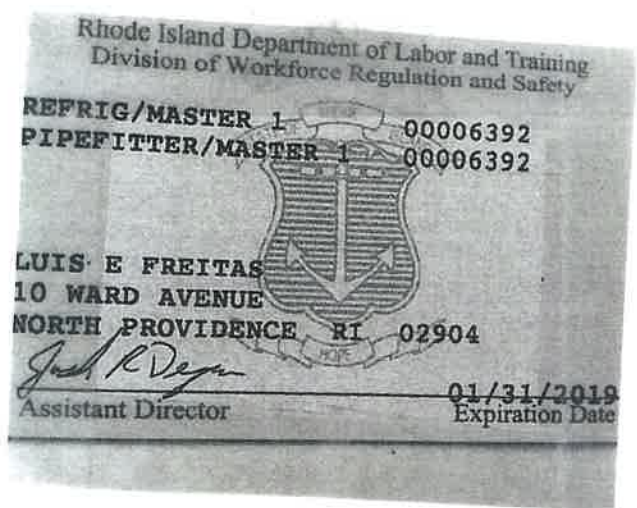 Rhode Island Department of Labor and Training
Division of Workforce Regulation and Safety
REFRIG/MASTER 1 00006392
PIPEFITTER/MASTER 1 00006392
LUIS E FREITAS
10 WARD AVENUE
NORTH PROVIDENCE RI 02904
HOPE
01/31/2019
Assistant Director Expiration Date